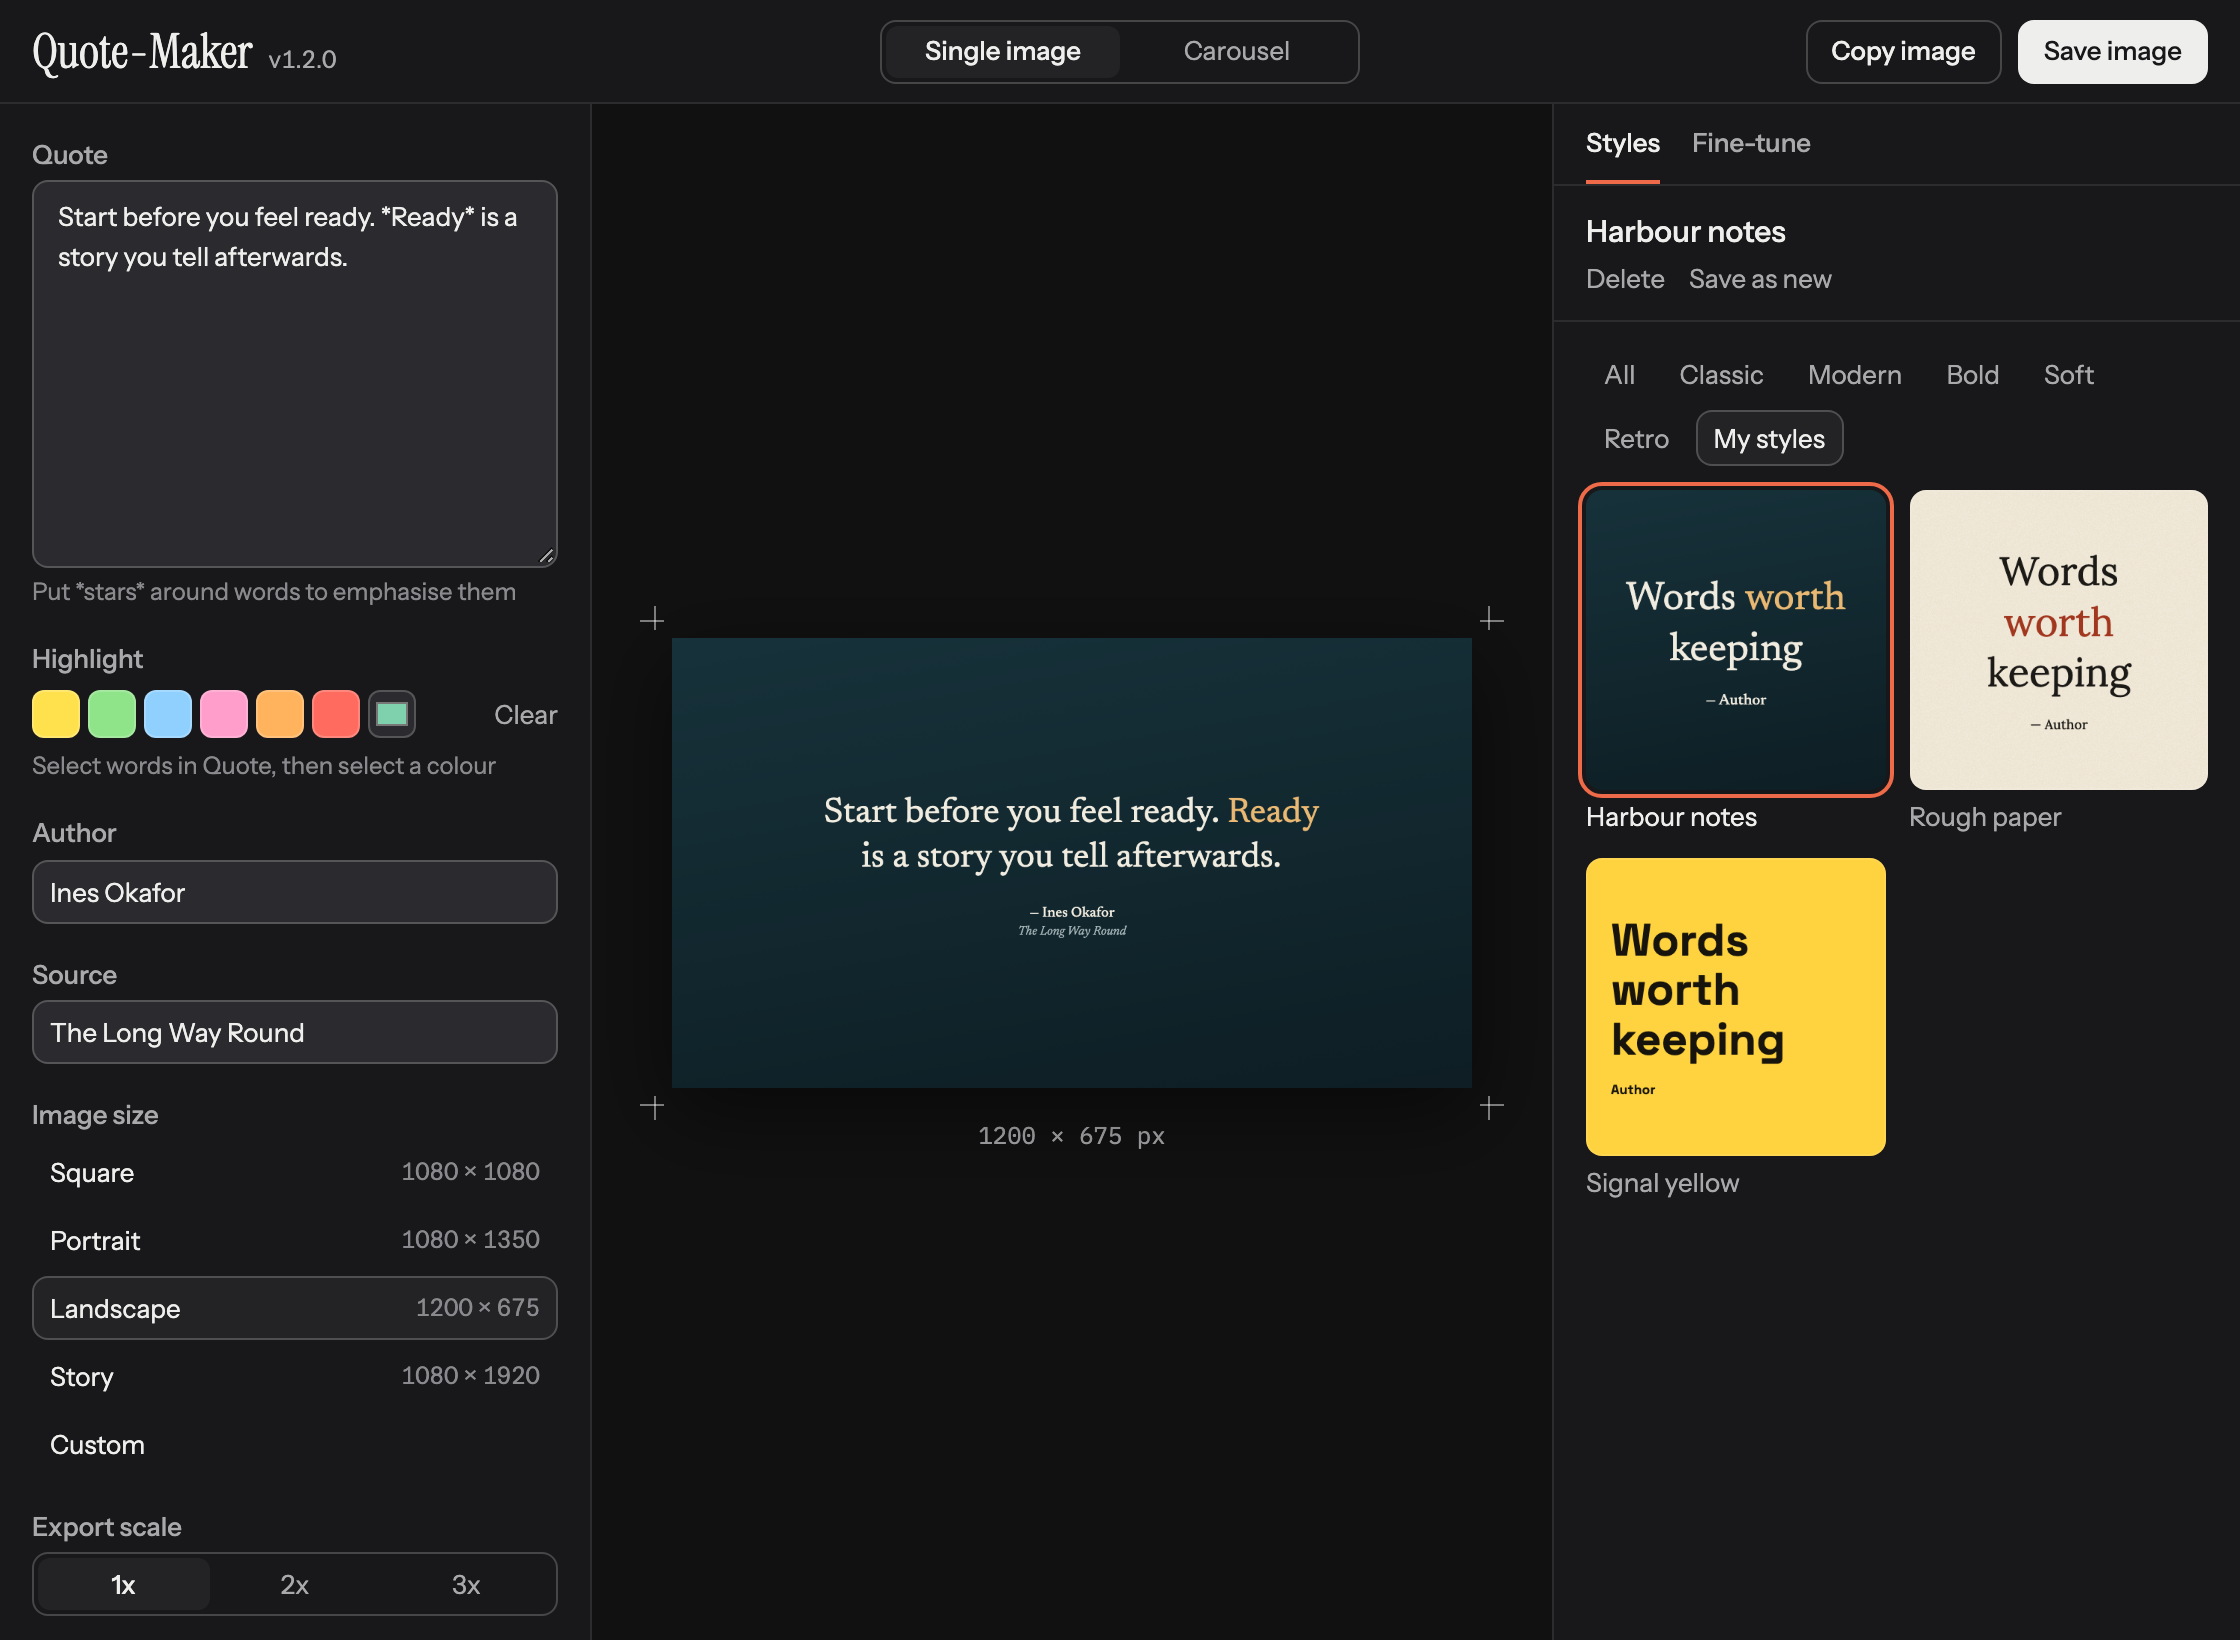 Quote-Maker v1.2.0
Single image
Carousel
Copy image
Save image
Quote
Start before you feel ready. *Ready* is a
story you tell afterwards.
Put *stars* around words to emphasise them
Highlight
Clear
Select words in Quote, then select a colour
Author
Ines Okafor
Source
The Long Way Round
Image size
Square 1080 × 1080
Portrait 1080 × 1350
Landscape 1200 × 675
Story 1080 × 1920
Custom
Export scale
1x 2x 3x
Start before you feel ready. Ready
is a story you tell afterwards.
– Ines Okafor
The Long Way Round
1200 × 675 px
Styles Fine-tune
Harbour notes
Delete Save as new
All Classic Modern Bold Soft
Retro My styles
Words worth
keeping
– Author
Harbour notes
Words
worth
keeping
– Author
Rough paper
Words
worth
keeping
Author
Signal yellow